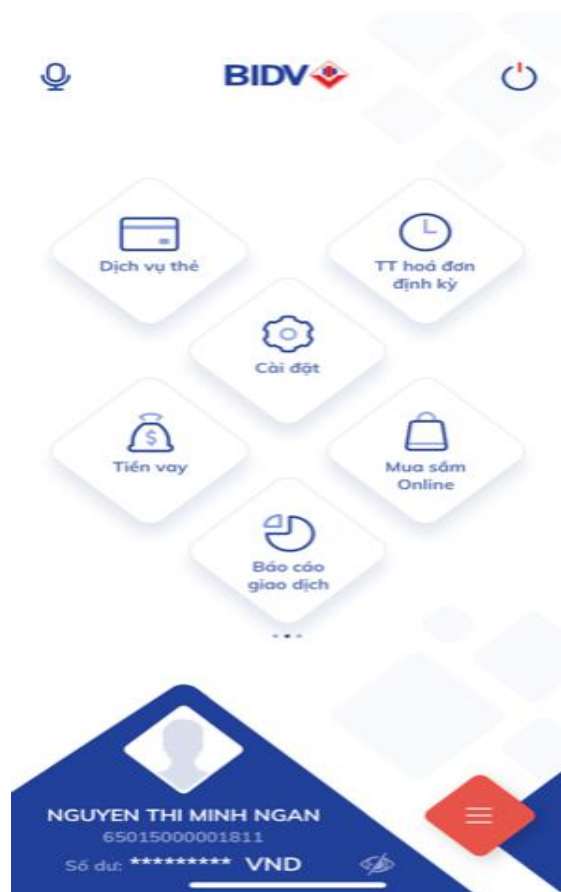 BIDV
Dịch vụ thẻ
TT hoá đơn
định kỳ
Cài đặt
Tiền vay
Mua sắm
Online
Báo cáo
giao dịch
NGUYEN THI MINH NGAN
65015000001811
Số dư: ********* VND